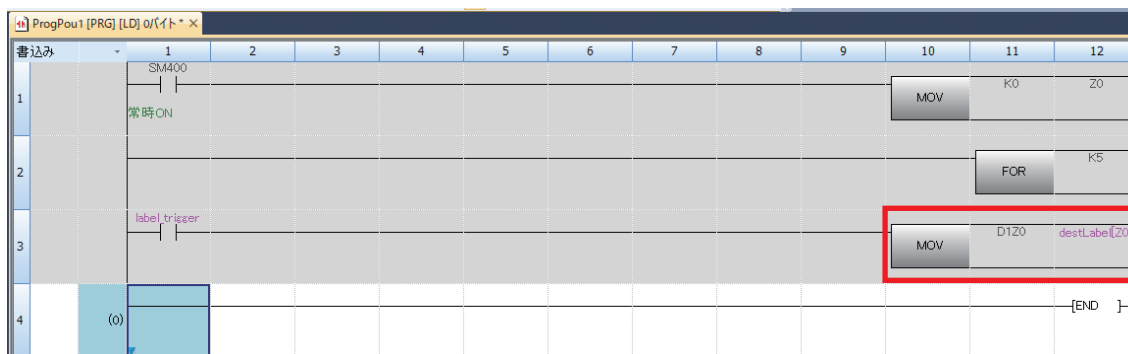 ProgPou1 [PRG] [LD] 0バイト *
書込み 1 2 3 4 5 6 7 8 9 10 11 12
SM400
1 MOV K0 Z0
常時ON
2 FOR K5
label_trigger
3 MOV D1Z0 destLabel[Z0
4 (0) [END ]